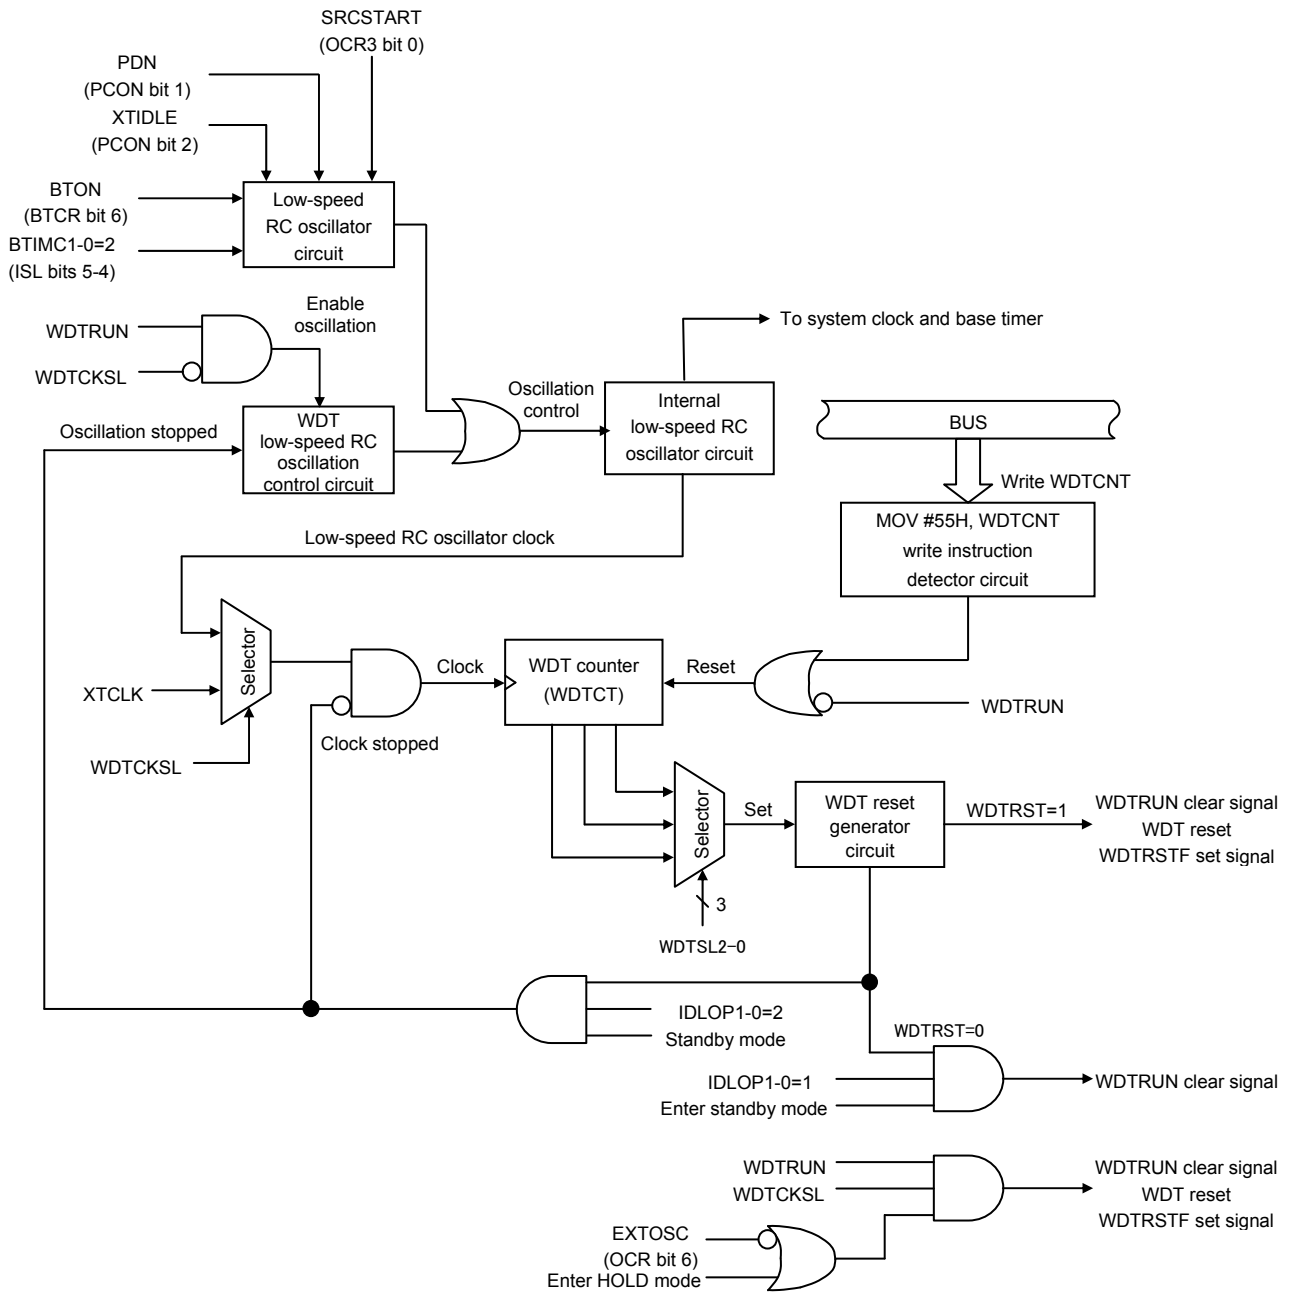 SRCSTART
(OCR3 bit 0)
PDN
(PCON bit 1)
XTIDLE
(PCON bit 2)
BTON
(BTCR bit 6)
BTIMC1-0=2
(ISL bits 5-4)
Low-speed
RC oscillator
circuit
Enable
oscillation
WDTRUN
WDTCKSL
To system clock and base timer
Oscillation stopped
WDT
low-speed RC
oscillation
control circuit
Oscillation
control
Internal
low-speed RC
oscillator circuit
BUS
Write WDTCNT
MOV #55H, WDTCNT
write instruction
detector circuit
Low-speed RC oscillator clock
Selector
XTCLK
WDTCKSL
Clock stopped
Clock
WDT counter
(WDTCT)
Reset
WDTRUN
Selector
3
WDTSL2-0
Set
WDT reset
generator
circuit
WDTRST=1
WDTRUN clear signal
WDT reset
WDTRSTF set signal
IDLOP1-0=2
Standby mode
WDTRST=0
IDLOP1-0=1
Enter standby mode
WDTRUN clear signal
WDTRUN
WDTCKSL
EXTOSC
(OCR bit 6)
Enter HOLD mode
WDTRUN clear signal
WDT reset
WDTRSTF set signal